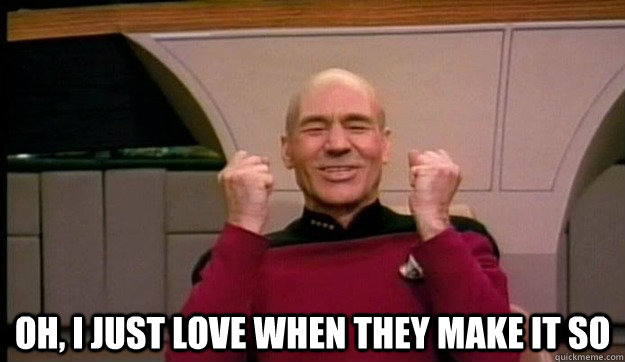 OH, I JUST LOVE WHEN THEY MAKE IT SO
quickmeme.com